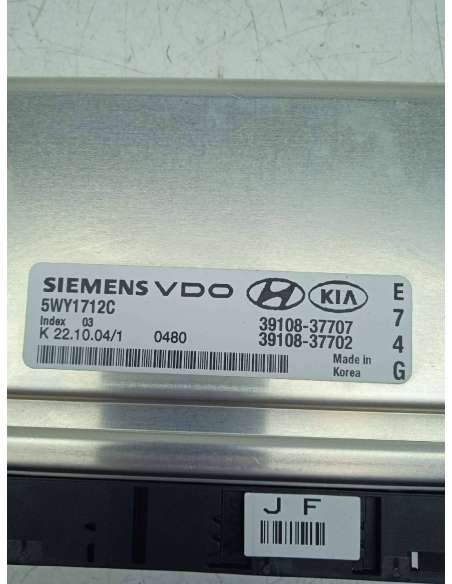 SIEMENS VDO KIA
5WY1712C
Index 03 39108-37707
K 22.10.04/1 0480 39108-37702
Made in
Korea
E
7
4
G
J F